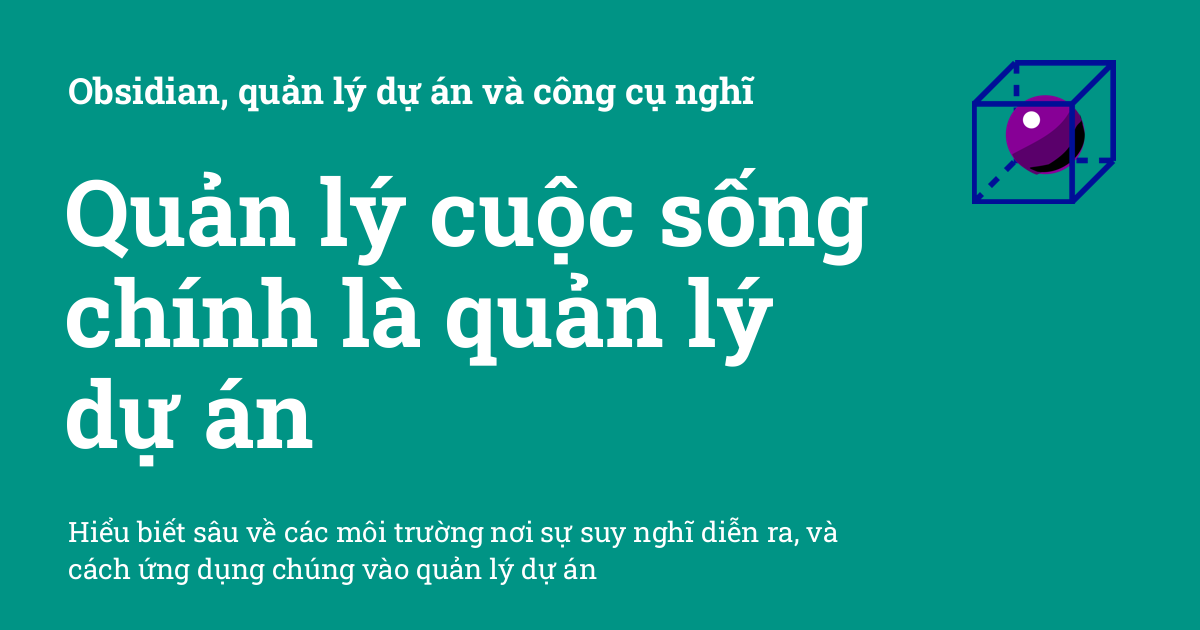 Obsidian, quản lý dự án và công cụ nghĩ
Quản lý cuộc sống
chính là quản lý
dự án
Hiểu biết sâu về các môi trường nơi sự suy nghĩ diễn ra, và
cách ứng dụng chúng vào quản lý dự án